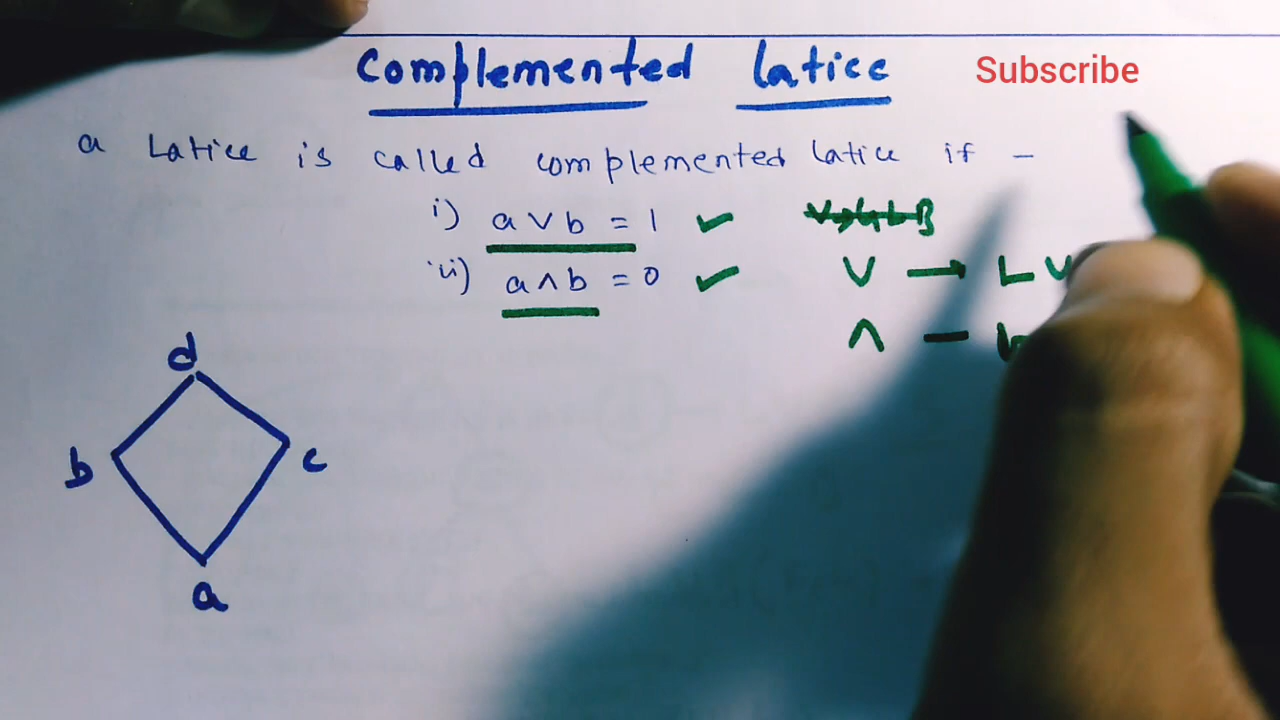 complemented latice
Subscribe
a Latice is called complemented latice if –
i) a ∨ b = 1 ✓
ii) a ∧ b = 0 ✓
∨ → L ∪
∧ –
d
b
c
a